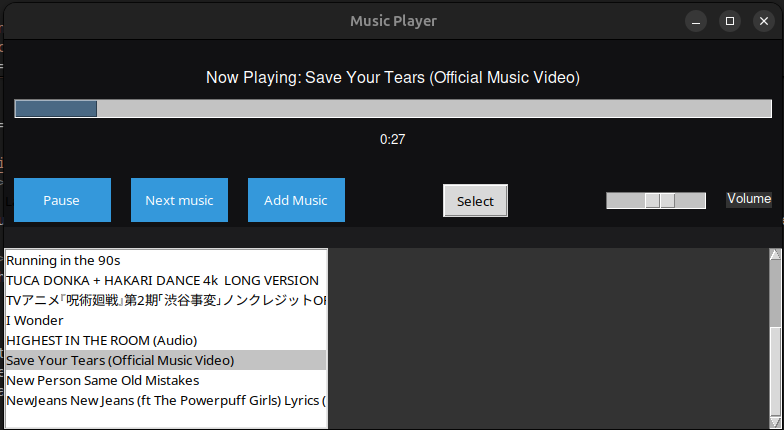 Music Player
Now Playing: Save Your Tears (Official Music Video)
0:27
Pause
Next music
Add Music
Select
Volume
Running in the 90s
TUCA DONKA + HAKARI DANCE 4k LONG VERSION
TVアニメ『呪術廻戦』第2期「渋谷事変」ノンクレジットOP
I Wonder
HIGHEST IN THE ROOM (Audio)
Save Your Tears (Official Music Video)
New Person Same Old Mistakes
NewJeans New Jeans (ft The Powerpuff Girls) Lyrics (